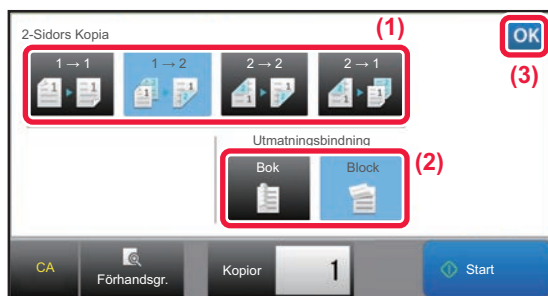 2-Sidors Kopia
(1)
OK
(3)
1 → 1
1 → 2
2 → 2
2 → 1
Utmatningsbindning
Bok
Block
(2)
CA
Förhandsgr.
Kopior
1
Start